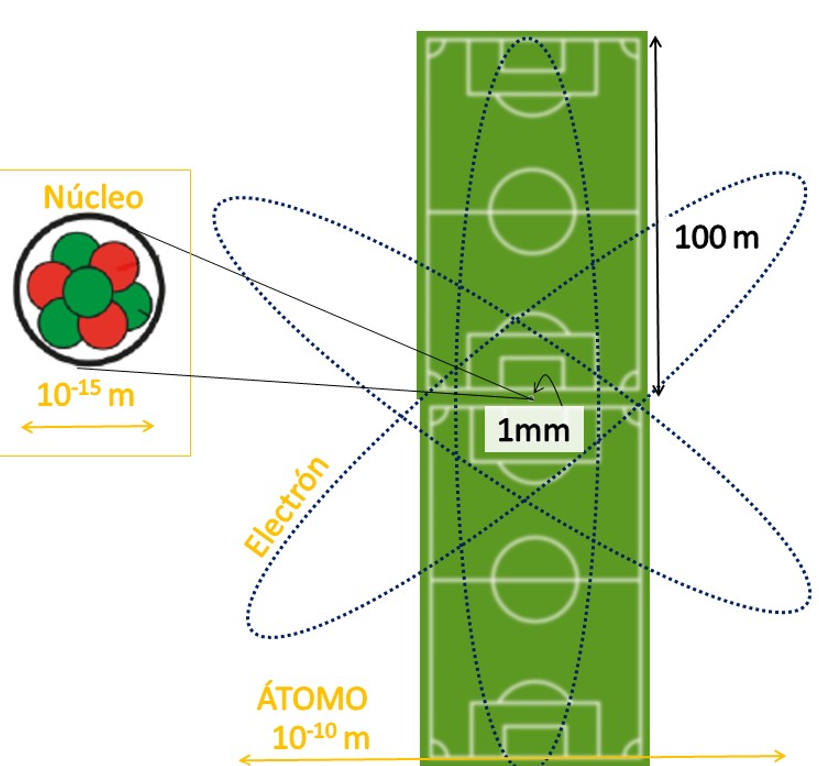 Núcleo
10⁻¹⁵ m
100 m
1mm
Electrón
ÁTOMO
10⁻¹⁰ m